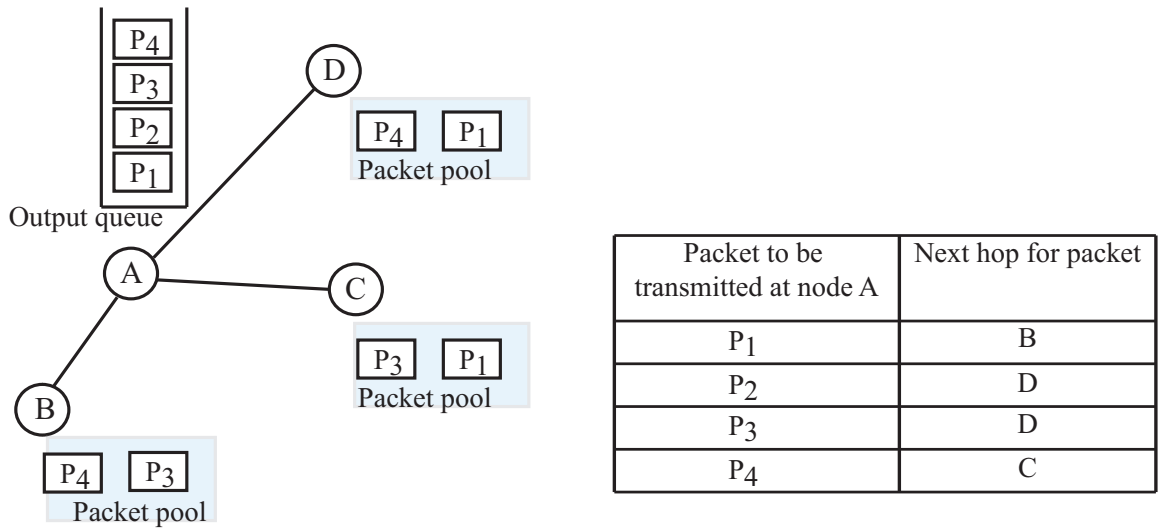 P4
P3
P2
P1
Output queue
D
P4 P1
Packet pool
A
C
P3 P1
Packet pool
B
P4 P3
Packet pool
Packet to be transmitted at node A
Next hop for packet
P1 B
P2 D
P3 D
P4 C